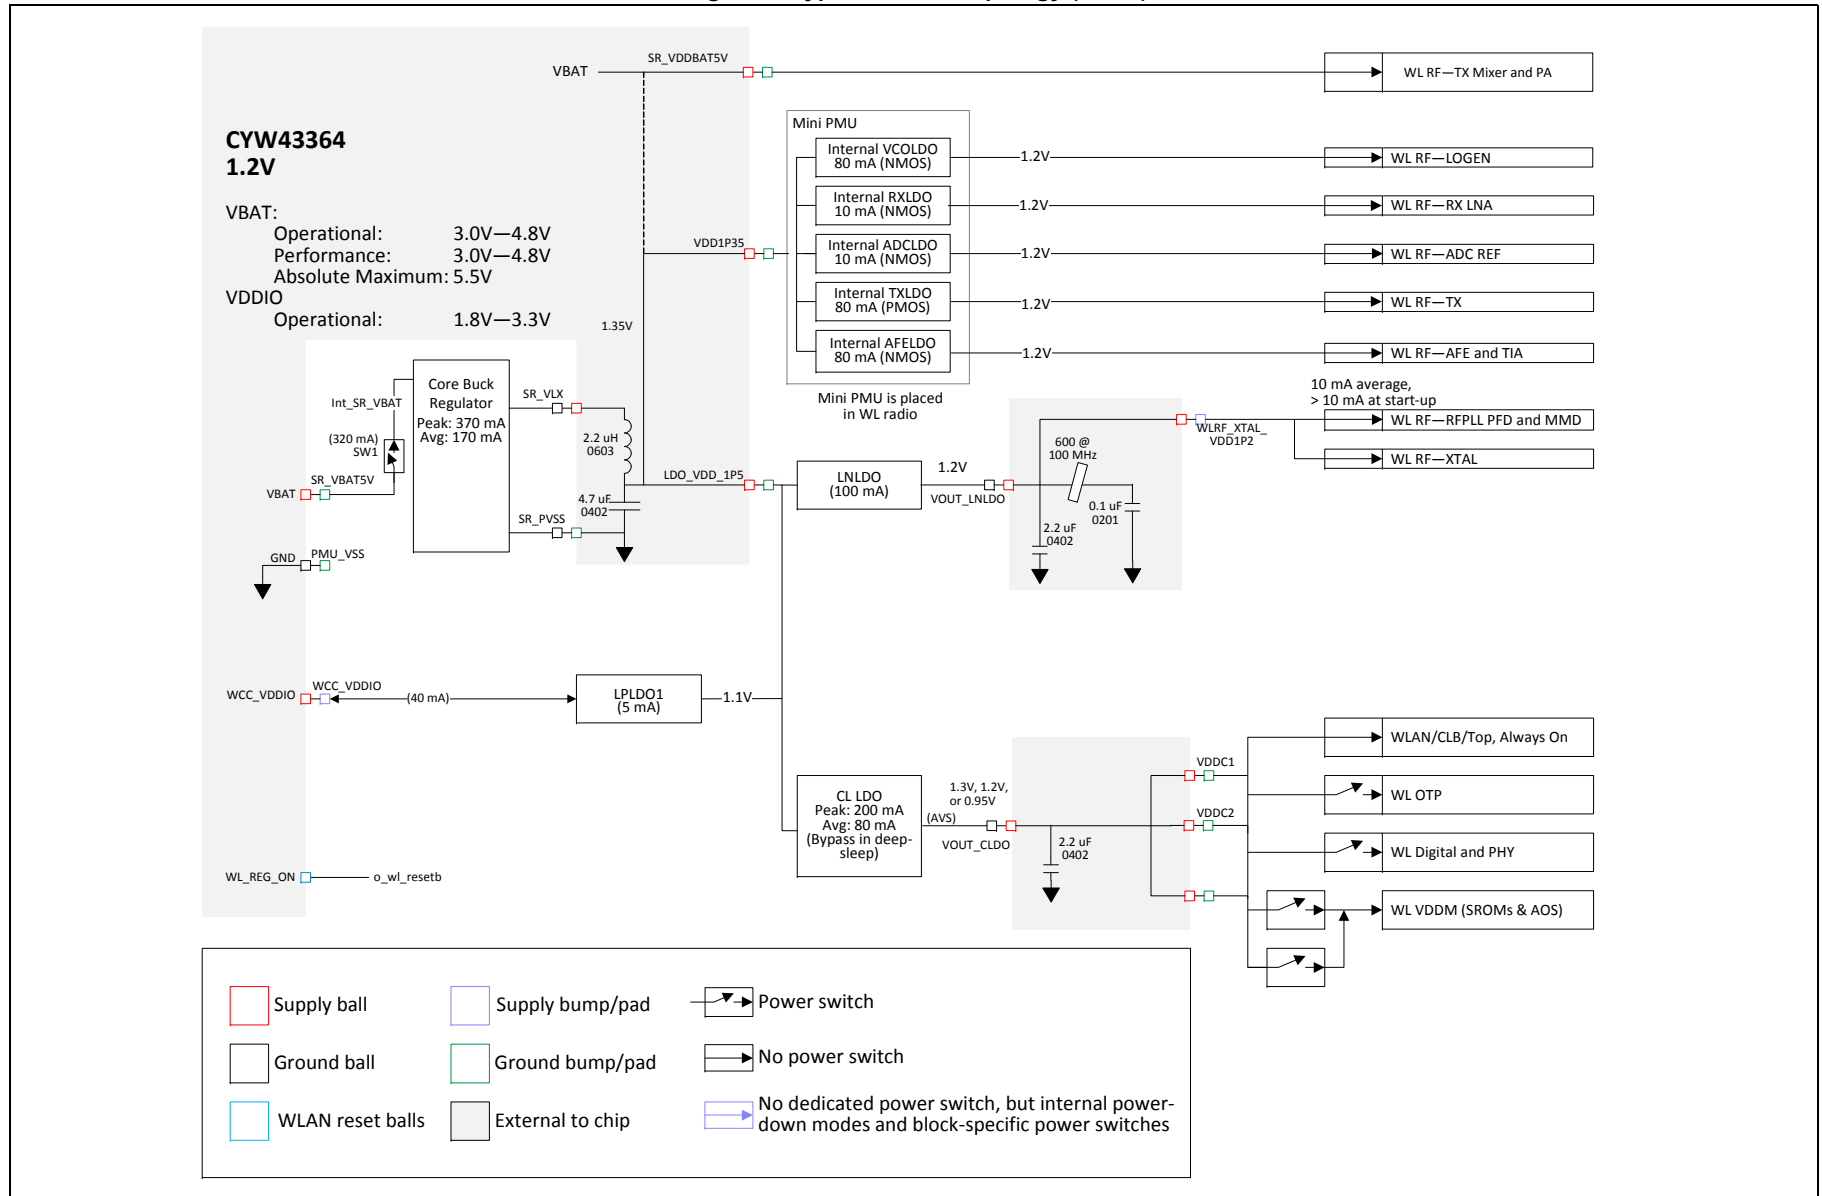 VBAT
SR_VDDBAT5V
WL RF—TX Mixer and PA
CYW43364
1.2V
VBAT:
Operational: 3.0V—4.8V
Performance: 3.0V—4.8V
Absolute Maximum: 5.5V
VDDIO
Operational: 1.8V—3.3V
Mini PMU
Internal VCOLDO
80 mA (NMOS)
1.2V
WL RF—LOGEN
Internal RXLDO
10 mA (NMOS)
1.2V
WL RF—RX LNA
VDD1P35
Internal ADCLDO
10 mA (NMOS)
1.2V
WL RF—ADC REF
Internal TXLDO
80 mA (PMOS)
1.2V
WL RF—TX
1.35V
Internal AFELDO
80 mA (NMOS)
1.2V
WL RF—AFE and TIA
Mini PMU is placed
in WL radio
10 mA average,
> 10 mA at start-up
Core Buck
Regulator
Peak: 370 mA
Avg: 170 mA
Int_SR_VBAT
(320 mA)
SW1
SR_VBAT5V
VBAT
SR_VLX
2.2 uH
0603
4.7 uF
0402
SR_PVSS
GND
PMU_VSS
LDO_VDD_1P5
LNLDO
(100 mA)
1.2V
VOUT_LNLDO
600 @
100 MHz
2.2 uF
0402
0.1 uF
0201
WLRF_XTAL_
VDD1P2
WL RF—RFPLL PFD and MMD
WL RF—XTAL
WCC_VDDIO
WCC_VDDIO
(40 mA)
LPLDO1
(5 mA)
1.1V
CL LDO
Peak: 200 mA
Avg: 80 mA
(Bypass in deep-
sleep)
1.3V, 1.2V,
or 0.95V
(AVS)
VOUT_CLDO
2.2 uF
0402
VDDC1
VDDC2
WLAN/CLB/Top, Always On
WL OTP
WL Digital and PHY
WL VDDM (SROMs & AOS)
WL_REG_ON
o_wl_resetb
Supply ball
Supply bump/pad
Power switch
Ground ball
Ground bump/pad
No power switch
WLAN reset balls
External to chip
No dedicated power switch, but internal power-
down modes and block-specific power switches